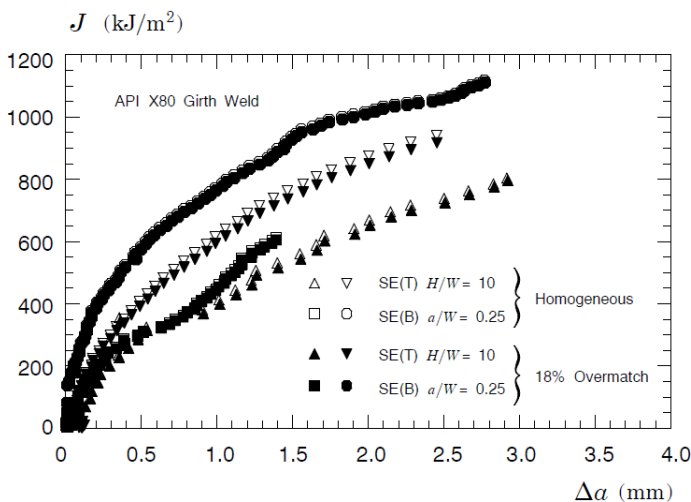 J (kJ/m²)
1200
API X80 Girth Weld
1000
800
600
400
200
0
SE(T) H/W = 10
SE(B) a/W = 0.25
Homogeneous
SE(T) H/W = 10
SE(B) a/W = 0.25
18% Overmatch
0 0.5 1.0 1.5 2.0 2.5 3.0 3.5 4.0
Δa (mm)